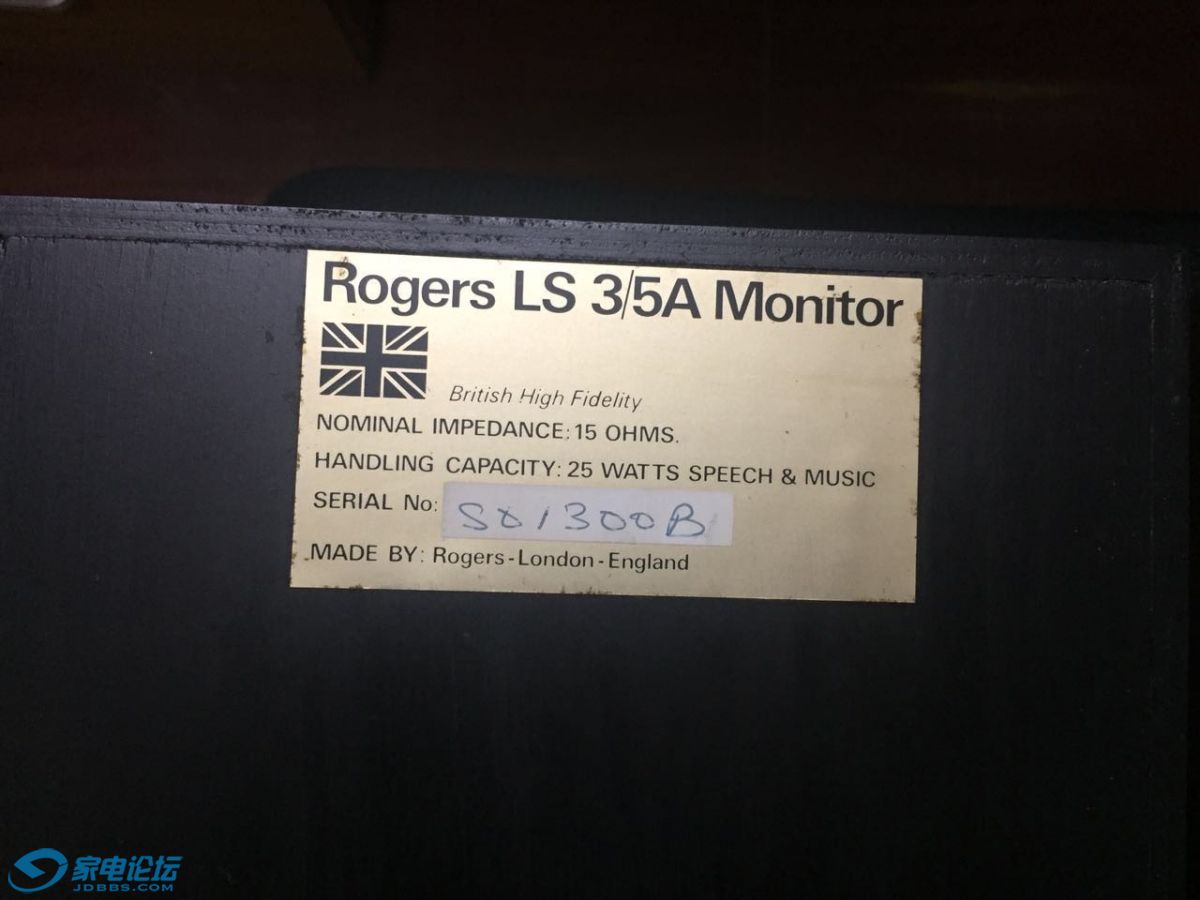 Rogers LS 3/5A Monitor
British High Fidelity
NOMINAL IMPEDANCE: 15 OHMS.
HANDLING CAPACITY: 25 WATTS SPEECH & MUSIC
SERIAL No: S01300B
MADE BY: Rogers-London-England
家电论坛
JDBBS.COM